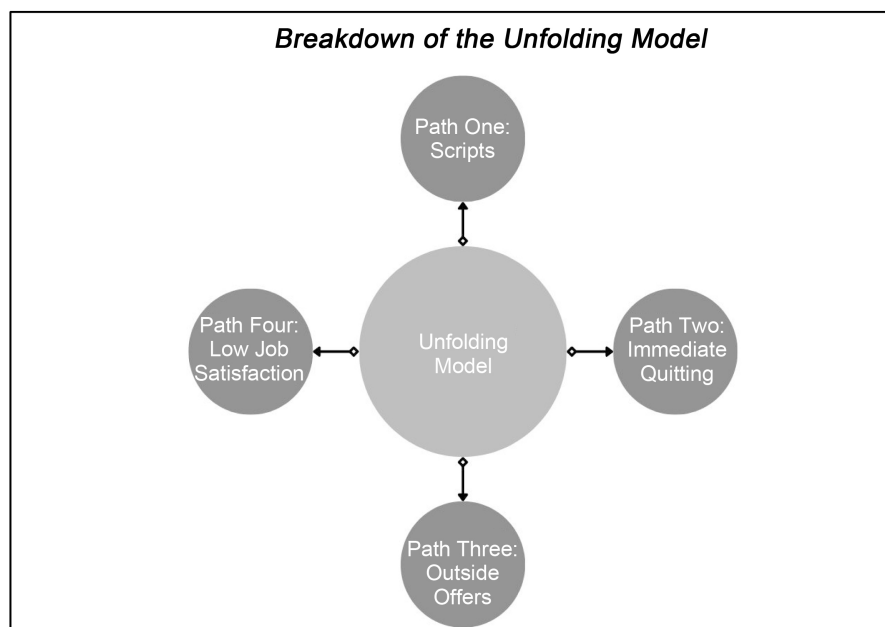 Breakdown of the Unfolding Model
Path One:
Scripts
Path Four:
Low Job
Satisfaction
Unfolding
Model
Path Two:
Immediate
Quitting
Path Three:
Outside
Offers